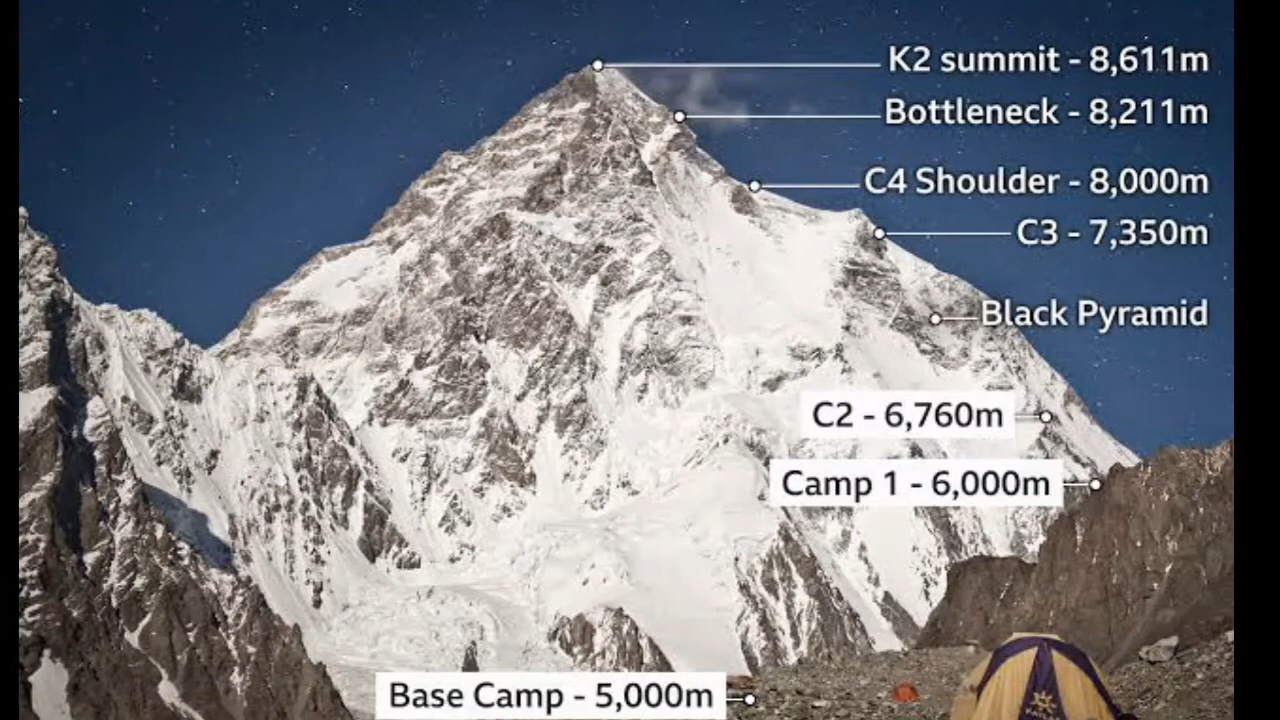 K2 summit - 8,611m
Bottleneck - 8,211m
C4 Shoulder - 8,000m
C3 - 7,350m
Black Pyramid
C2 - 6,760m
Camp 1 - 6,000m
Base Camp - 5,000m